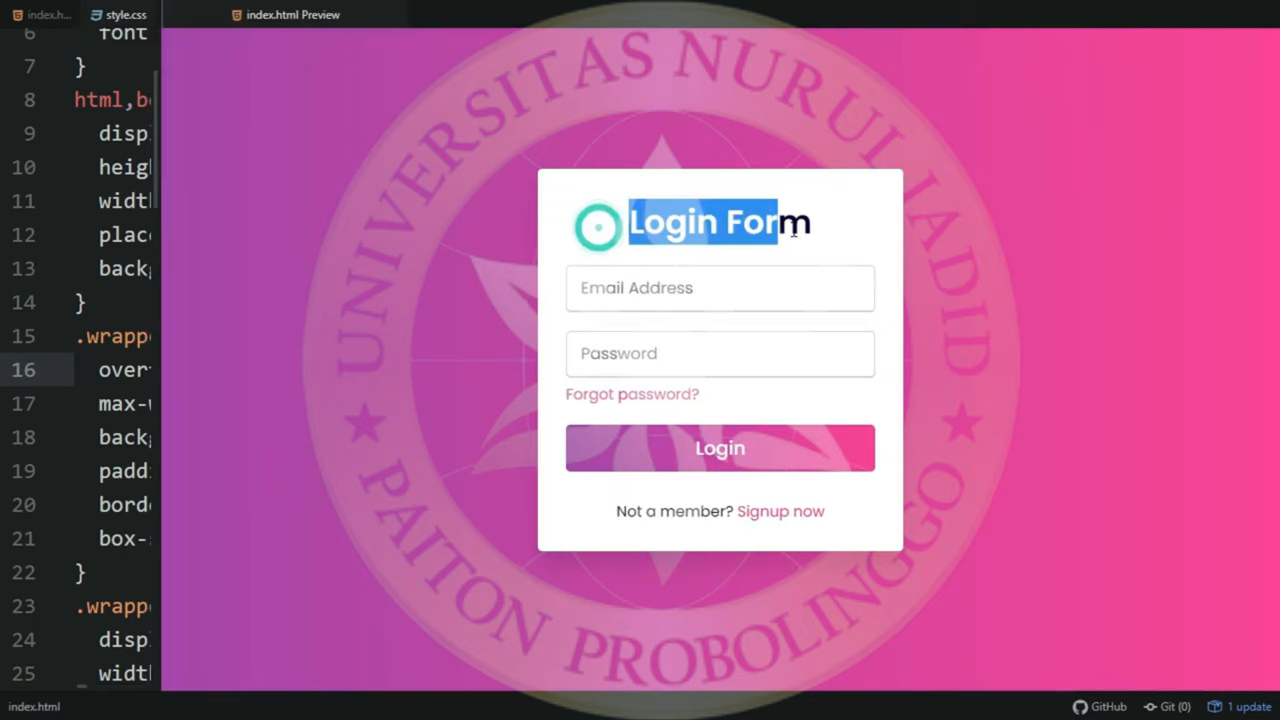 index.h...
style.css
index.html Preview
6 font
7 }
8 html,bo
9 disp
10 heig
11 widt
12 plac
13 back
14 }
15 .wrapp
16 over
17 max-w
18 back
19 padd
20 bord
21 box-
22 }
23 .wrapp
24 disp
25 widt
UNIVERSITAS NURUL JADID
★ PAITON PROBOLINGGO ★
Login Form
Email Address
Password
Forgot password?
Login
Not a member? Signup now
index.html
GitHub
Git (0)
1 update